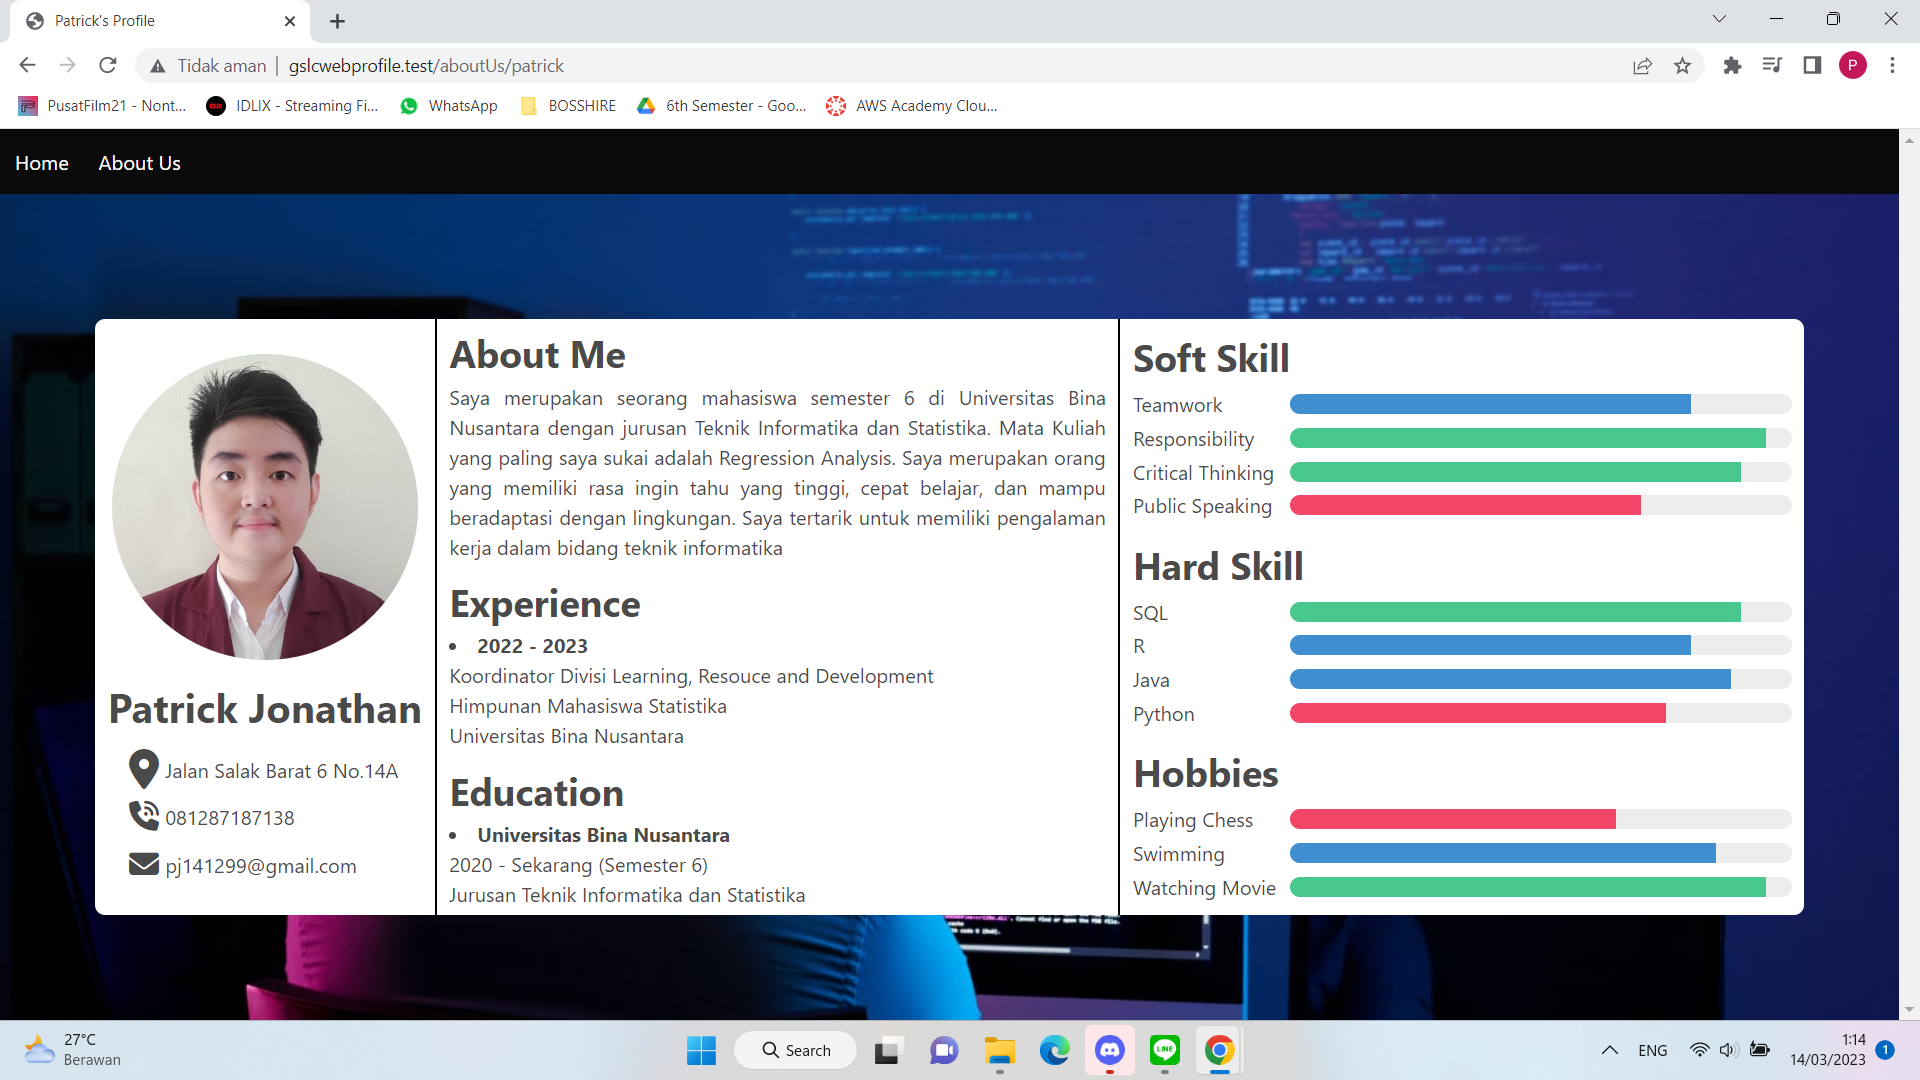 Patrick's Profile
Tidak aman
gslcwebprofile.test/aboutUs/patrick
P
PusatFilm21 - Nont...
IDLIX - Streaming Fi...
WhatsApp
BOSSHIRE
6th Semester - Goo...
AWS Academy Clou...
Home
About Us
Patrick Jonathan
Jalan Salak Barat 6 No.14A
081287187138
pj141299@gmail.com
About Me
Saya merupakan seorang mahasiswa semester 6 di Universitas Bina
Nusantara dengan jurusan Teknik Informatika dan Statistika. Mata Kuliah
yang paling saya sukai adalah Regression Analysis. Saya merupakan orang
yang memiliki rasa ingin tahu yang tinggi, cepat belajar, dan mampu
beradaptasi dengan lingkungan. Saya tertarik untuk memiliki pengalaman
kerja dalam bidang teknik informatika
Experience
• 2022 - 2023
Koordinator Divisi Learning, Resouce and Development
Himpunan Mahasiswa Statistika
Universitas Bina Nusantara
Education
• Universitas Bina Nusantara
2020 - Sekarang (Semester 6)
Jurusan Teknik Informatika dan Statistika
Soft Skill
Teamwork
Responsibility
Critical Thinking
Public Speaking
Hard Skill
SQL
R
Java
Python
Hobbies
Playing Chess
Swimming
Watching Movie
27°C
Berawan
Search
LINE
ENG
1:14
14/03/2023
1